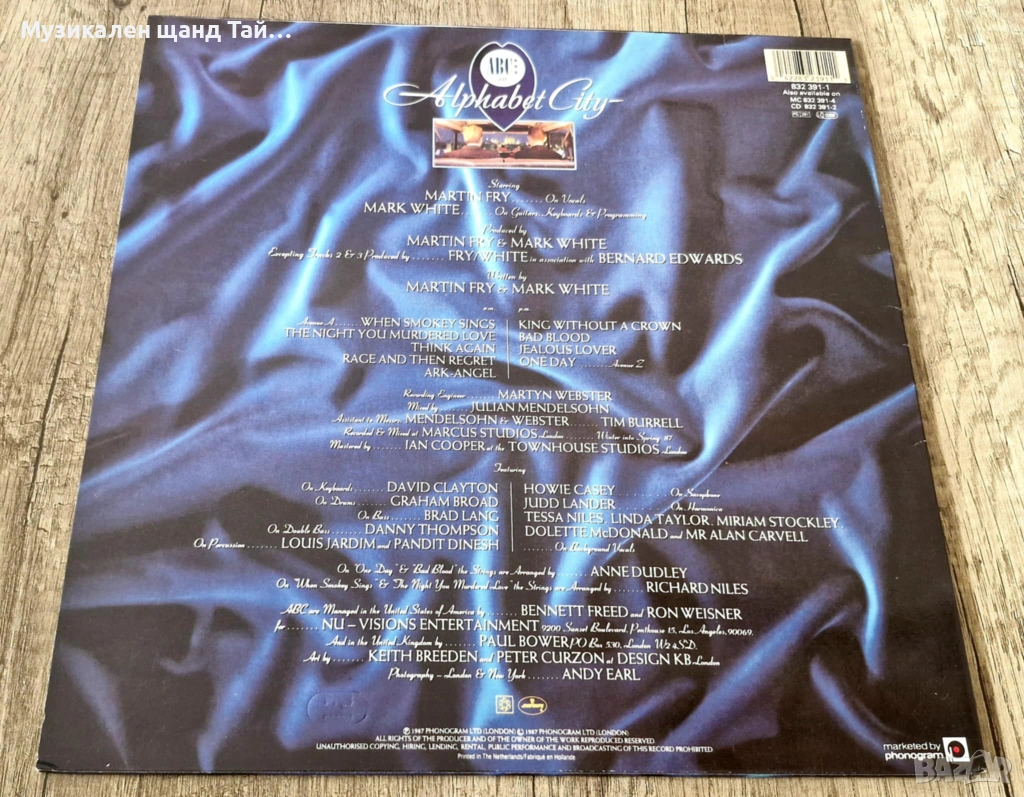 Музикален щанд Тай...
ABC:
Alphabet City
832 391-1
Also available on
MC 832 391-4
CD 832 391-2
Starring
MARTIN FRY ....... On Vocals
MARK WHITE ....... On Guitars, Keyboards & Programming
Produced by
MARTIN FRY & MARK WHITE
Excepting Tracks 2 & 3 Produced by ....... FRY/WHITE in association with BERNARD EDWARDS
Written by
MARTIN FRY & MARK WHITE
a.m.
p.m.
Avenue A ....... WHEN SMOKEY SINGS
THE NIGHT YOU MURDERED LOVE
THINK AGAIN
RAGE AND THEN REGRET
ARK-ANGEL
KING WITHOUT A CROWN
BAD BLOOD
JEALOUS LOVER
ONE DAY ....... Avenue Z
Recording Engineer ....... MARTYN WEBSTER
Mixed by ....... JULIAN MENDELSOHN
Assistant to Messrs. MENDELSOHN & WEBSTER ....... TIM BURRELL
Recorded & Mixed at MARCUS STUDIOS London ....... Winter into Spring '87
Mastered by ....... IAN COOPER at the TOWNHOUSE STUDIOS London
Featuring
On Keyboards ....... DAVID CLAYTON
On Drums ....... GRAHAM BROAD
On Bass ....... BRAD LANG
On Double Bass ....... DANNY THOMPSON
On Percussion ....... LOUIS JARDIM and PANDIT DINESH
HOWIE CASEY ....... On Saxophone
JUDD LANDER ....... On Harmonica
TESSA NILES, LINDA TAYLOR, MIRIAM STOCKLEY,
DOLETTE McDONALD and MR ALAN CARVELL
....... On Background Vocals
On "One Day" & "Bad Blood" the Strings are Arranged by ....... ANNE DUDLEY
On "When Smokey Sings" & "The Night You Murdered Love" the Strings are Arranged by ....... RICHARD NILES
ABC are Managed in the United States of America by ....... BENNETT FREED and RON WEISNER
for ....... NU – VISIONS ENTERTAINMENT 9200 Sunset Boulevard, Penthouse 15, Los Angeles, 90069.
And in the United Kingdom by ....... PAUL BOWER/PO Box 530, London W2 4SD.
Art by ....... KEITH BREEDEN and PETER CURZON at DESIGN KB London
Photography – London & New York ....... ANDY EARL
℗ 1987 PHONOGRAM LTD (LONDON) © 1987 PHONOGRAM LTD (LONDON)
ALL RIGHTS OF THE PRODUCER AND OF THE OWNER OF THE WORK REPRODUCED RESERVED
UNAUTHORISED COPYING, HIRING, LENDING, RENTAL, PUBLIC PERFORMANCE AND BROADCASTING OF THIS RECORD PROHIBITED
Printed in The Netherlands/Fabriqué en Hollande
marketed by
phonogram
BAZAR